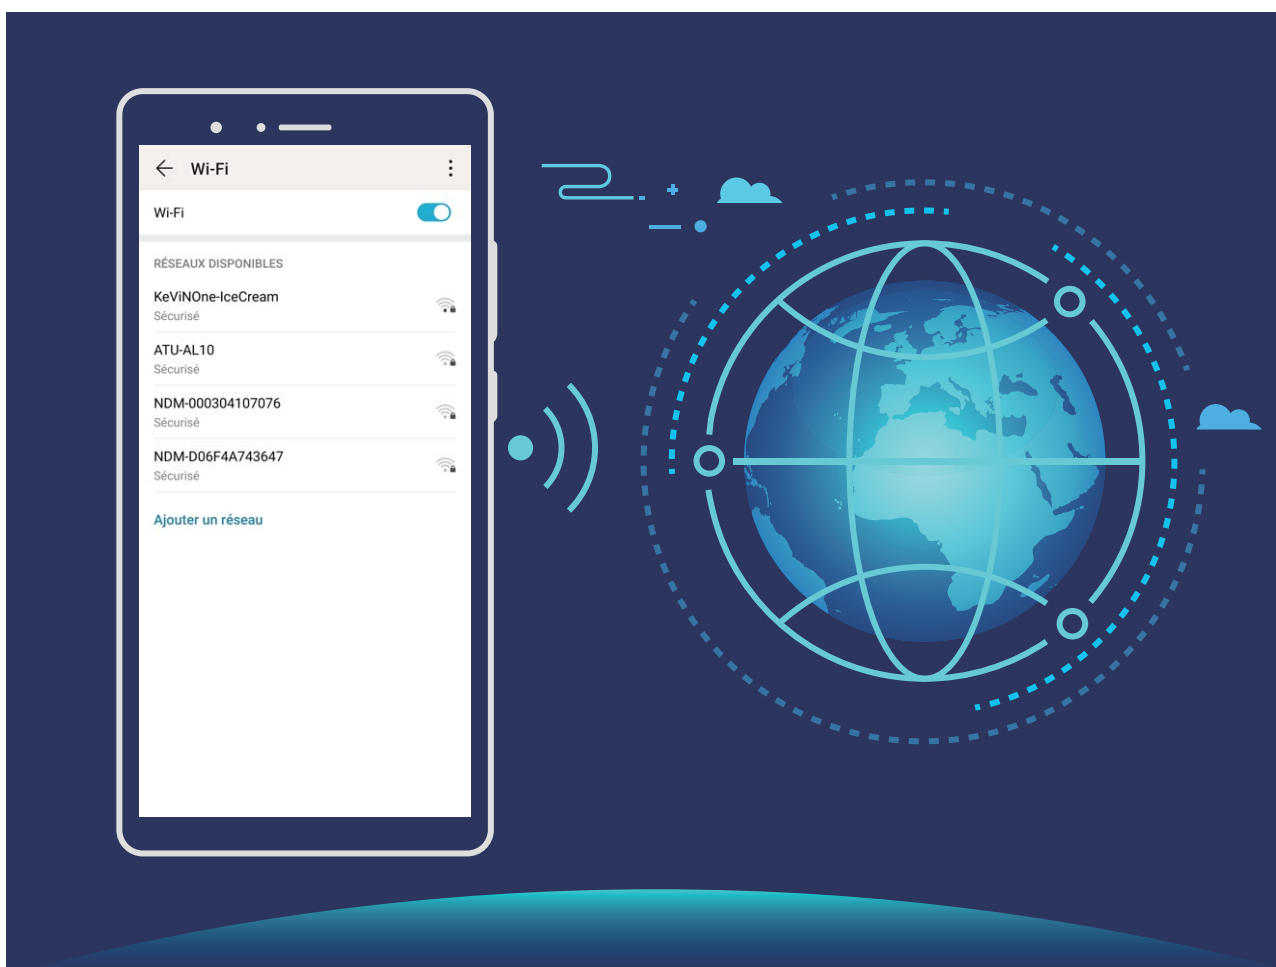 Wi-Fi
Wi-Fi
RÉSEAUX DISPONIBLES
KeViNOne-IceCream
Sécurisé
ATU-AL10
Sécurisé
NDM-000304107076
Sécurisé
NDM-D06F4A743647
Sécurisé
Ajouter un réseau